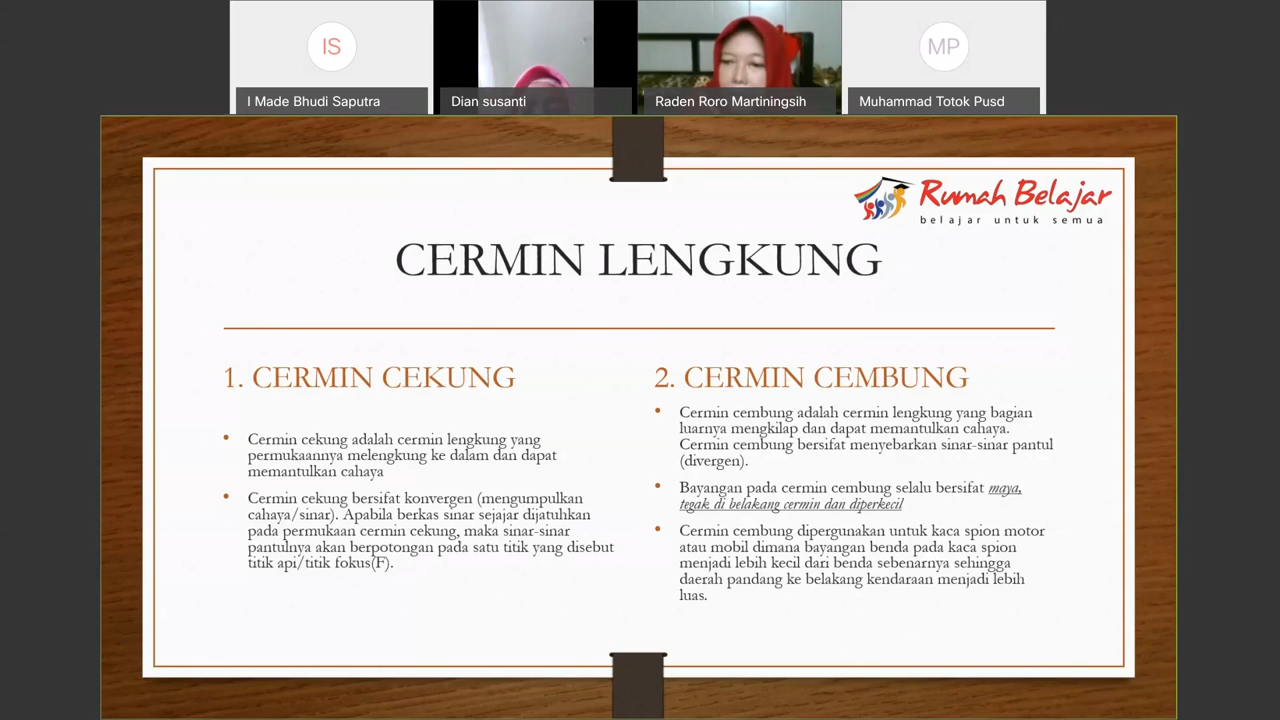 IS
MP
I Made Bhudi Saputra
Dian susanti
Raden Roro Martiningsih
Muhammad Totok Pusd
Rumah Belajar
belajar untuk semua
CERMIN LENGKUNG
1. CERMIN CEKUNG
• Cermin cekung adalah cermin lengkung yang
permukaannya melengkung ke dalam dan dapat
memantulkan cahaya
• Cermin cekung bersifat konvergen (mengumpulkan
cahaya/sinar). Apabila berkas sinar sejajar dijatuhkan
pada permukaan cermin cekung, maka sinar-sinar
pantulnya akan berpotongan pada satu titik yang disebut
titik api/titik fokus(F).
2. CERMIN CEMBUNG
• Cermin cembung adalah cermin lengkung yang bagian
luarnya mengkilap dan dapat memantulkan cahaya.
Cermin cembung bersifat menyebarkan sinar-sinar pantul
(divergen).
• Bayangan pada cermin cembung selalu bersifat maya,
tegak di belakang cermin dan diperkecil
• Cermin cembung dipergunakan untuk kaca spion motor
atau mobil dimana bayangan benda pada kaca spion
menjadi lebih kecil dari benda sebenarnya sehingga
daerah pandang ke belakang kendaraan menjadi lebih
luas.